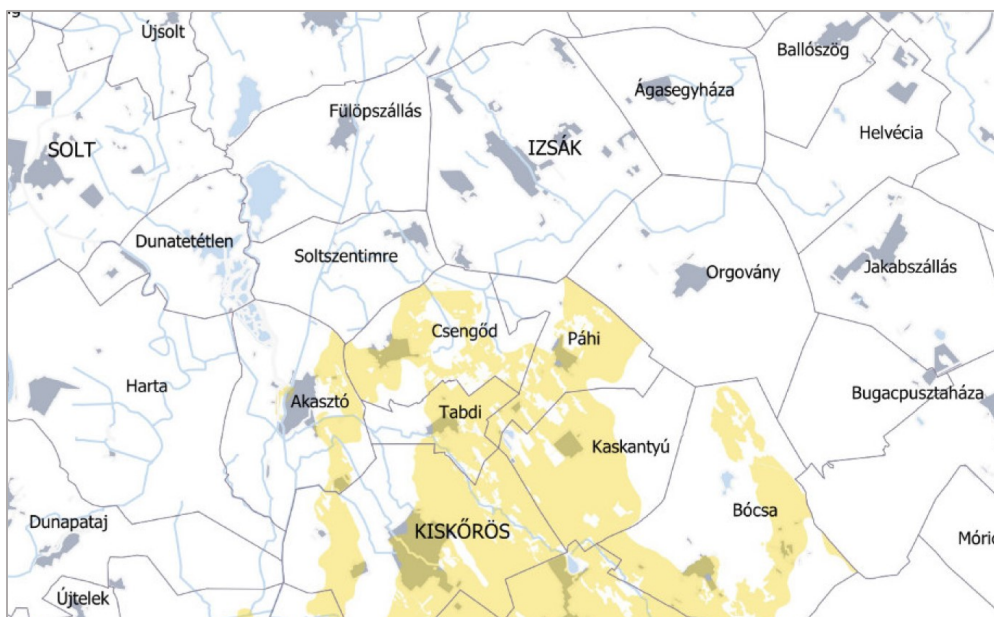 Újsolt
Ballószög
Ágasegyháza
Fülöpszállás
Helvécia
SOLT
IZSÁK
Dunatetétlen
Soltszentimre
Orgovány
Jakabszállás
Csengőd
Páhi
Harta
Bugacpusztaháza
Akasztó
Tabdi
Kaskantyú
Bócsa
Dunapataj
KISKŐRÖS
Móric
Újtelek